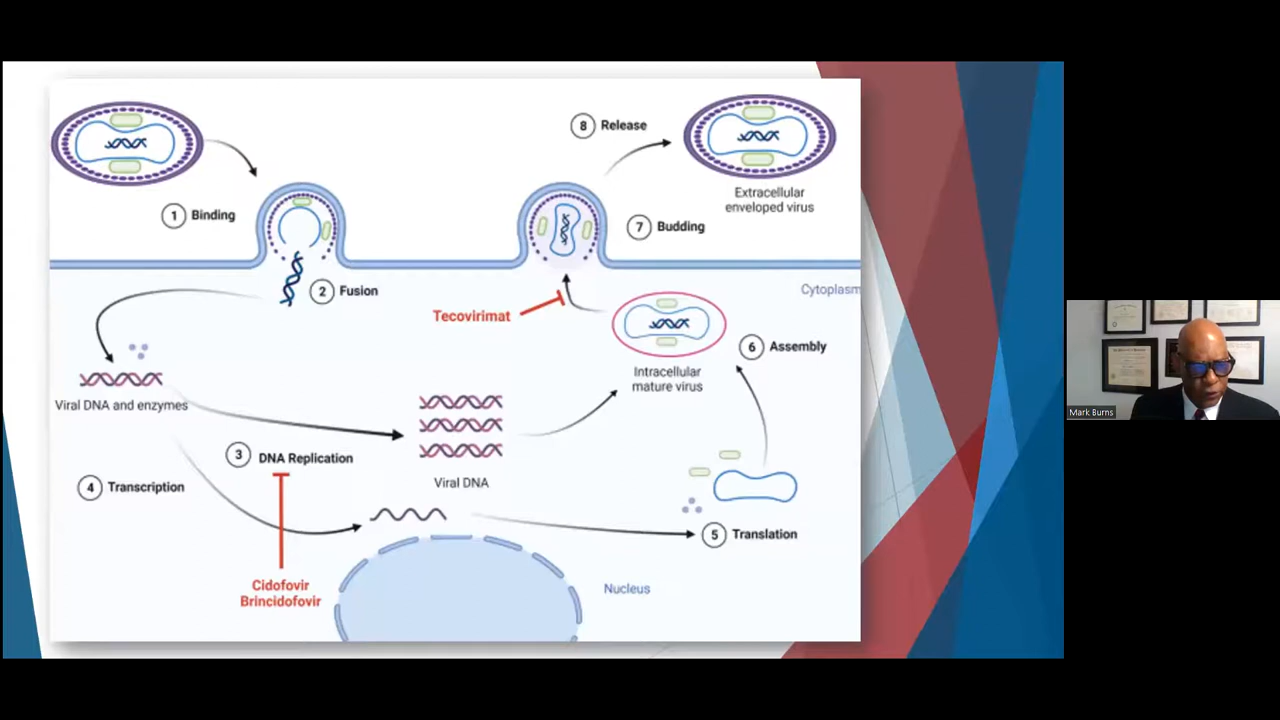 8 Release
Extracellular
enveloped virus
1 Binding
7 Budding
2 Fusion
Cytoplasm
Tecovirimat
6 Assembly
Intracellular
mature virus
Viral DNA and enzymes
3 DNA Replication
Viral DNA
4 Transcription
5 Translation
Cidofovir
Brincidofovir
Nucleus
Mark Burns